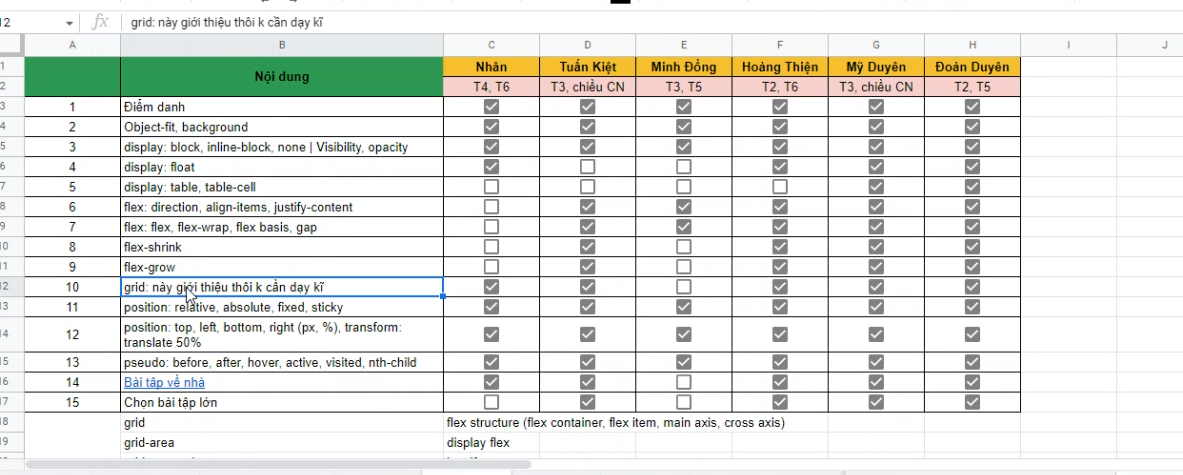 12 fx grid: này giới thiệu thôi k cần dạy kĩ
A B C D E F G H I J
1 Nội dung Nhân Tuấn Kiệt Minh Đồng Hoàng Thiện Mỹ Duyên Đoàn Duyên
2 T4, T6 T3, chiều CN T3, T5 T2, T6 T3, chiều CN T2, T5
3 1 Điểm danh
4 2 Object-fit, background
5 3 display: block, inline-block, none | Visibility, opacity
6 4 display: float
7 5 display: table, table-cell
8 6 flex: direction, align-items, justify-content
9 7 flex: flex, flex-wrap, flex basis, gap
10 8 flex-shrink
11 9 flex-grow
12 10 grid: này giới thiệu thôi k cần dạy kĩ
13 11 position: relative, absolute, fixed, sticky
14 12 position: top, left, bottom, right (px, %), transform:
translate 50%
15 13 pseudo: before, after, hover, active, visited, nth-child
16 14 Bài tập về nhà
17 15 Chọn bài tập lớn
18 grid flex structure (flex container, flex item, main axis, cross axis)
19 grid-area display flex